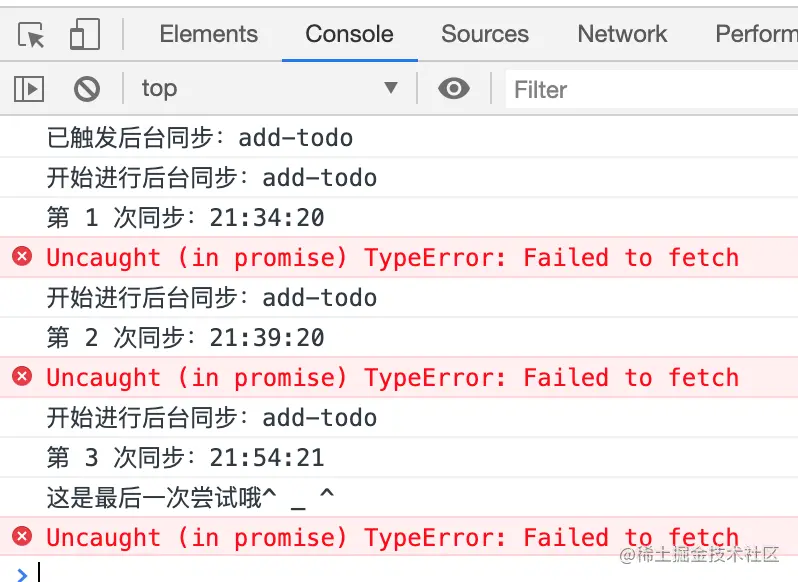 Elements Console Sources Network Perform
top Filter
已触发后台同步：add-todo
开始进行后台同步：add-todo
第 1 次同步：21:34:20
Uncaught (in promise) TypeError: Failed to fetch
开始进行后台同步：add-todo
第 2 次同步：21:39:20
Uncaught (in promise) TypeError: Failed to fetch
开始进行后台同步：add-todo
第 3 次同步：21:54:21
这是最后一次尝试哦^ _ ^
Uncaught (in promise) TypeError: Failed to fetch
@稀土掘金技术社区